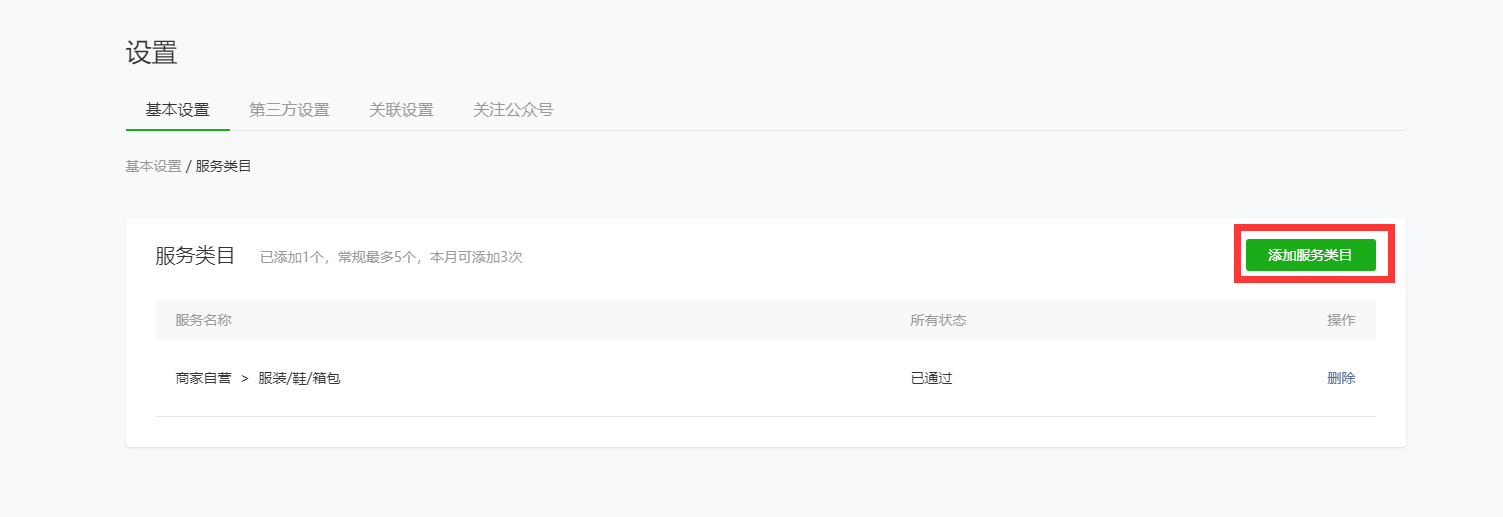 设置
基本设置 第三方设置 关联设置 关注公众号
基本设置 / 服务类目
服务类目 已添加1个，常规最多5个，本月可添加3次 添加服务类目
服务名称 所有状态 操作
商家自营 > 服装/鞋/箱包 已通过 删除